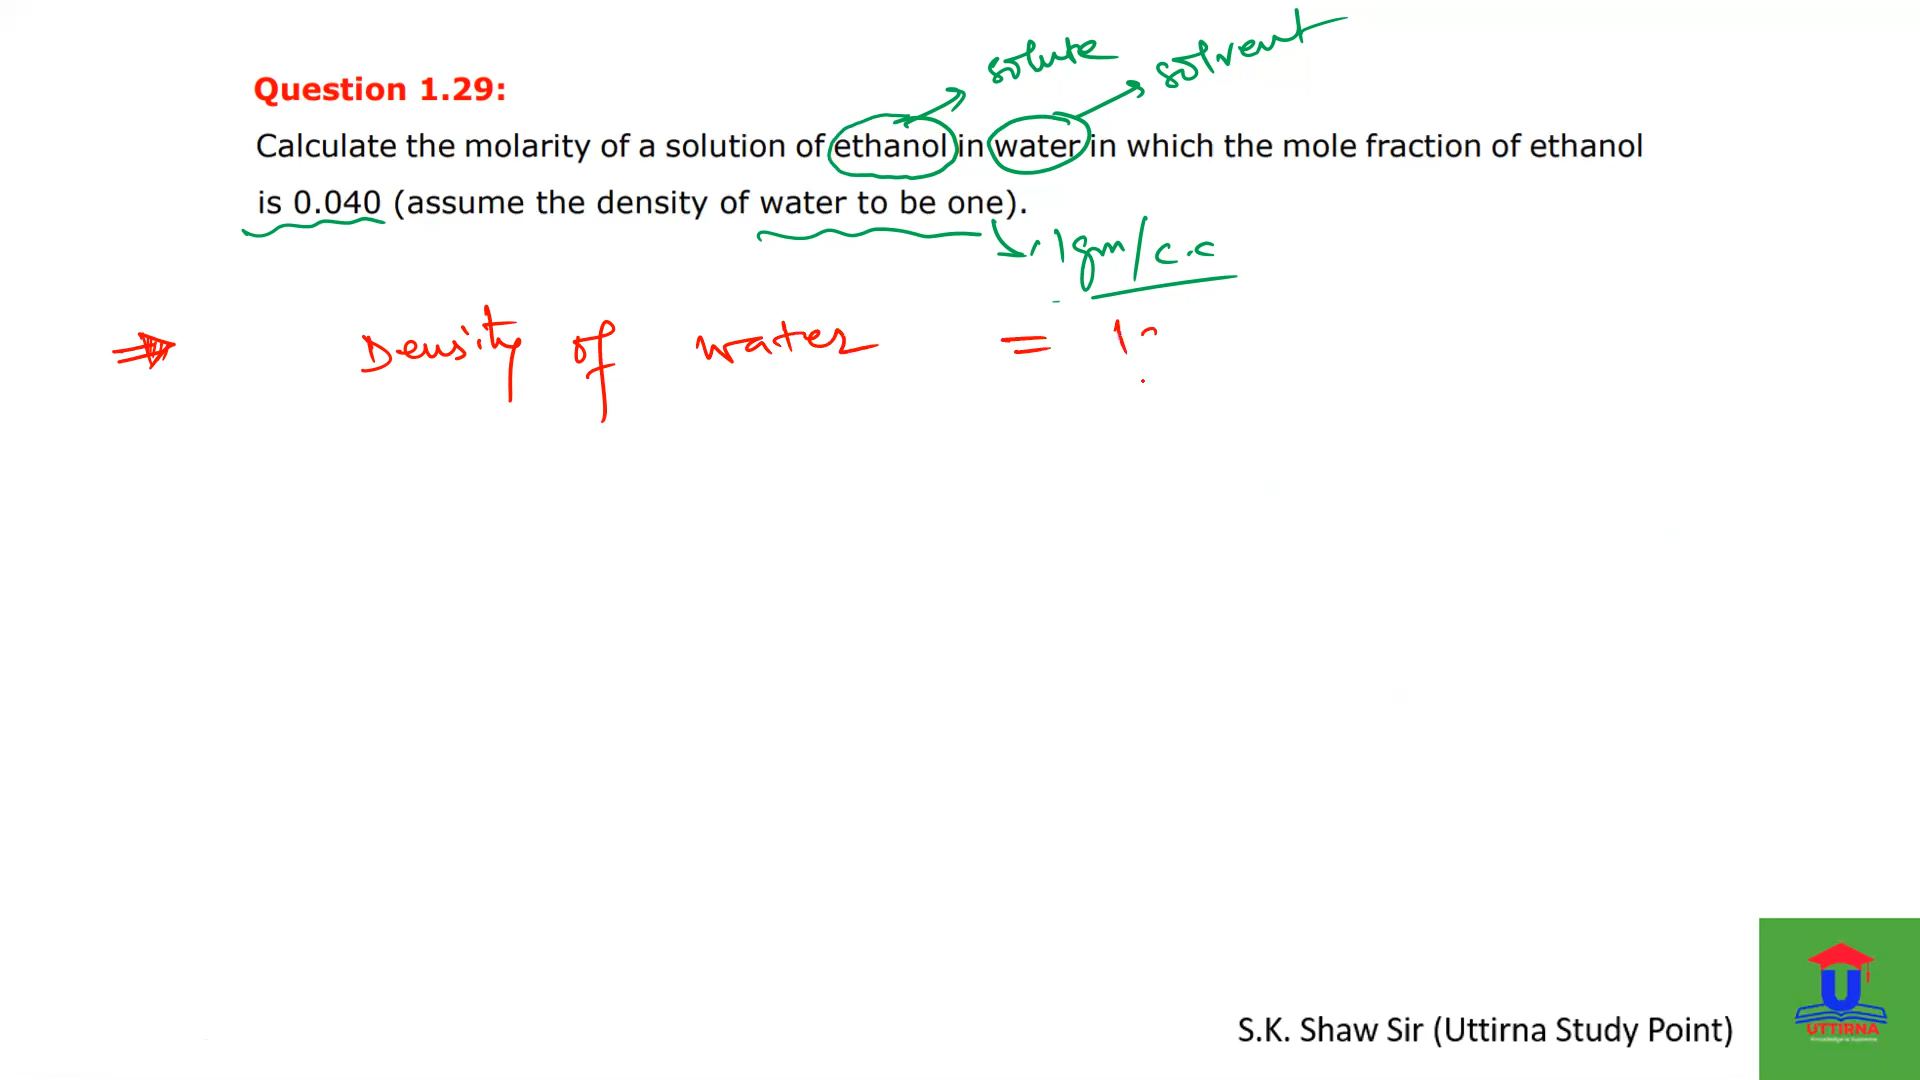 solute
solvent
Question 1.29:
Calculate the molarity of a solution of ethanol in water in which the mole fraction of ethanol
is 0.040 (assume the density of water to be one).
1gm/c.c
Density of water = 1
S.K. Shaw Sir (Uttirna Study Point)
U
UTTIRNA